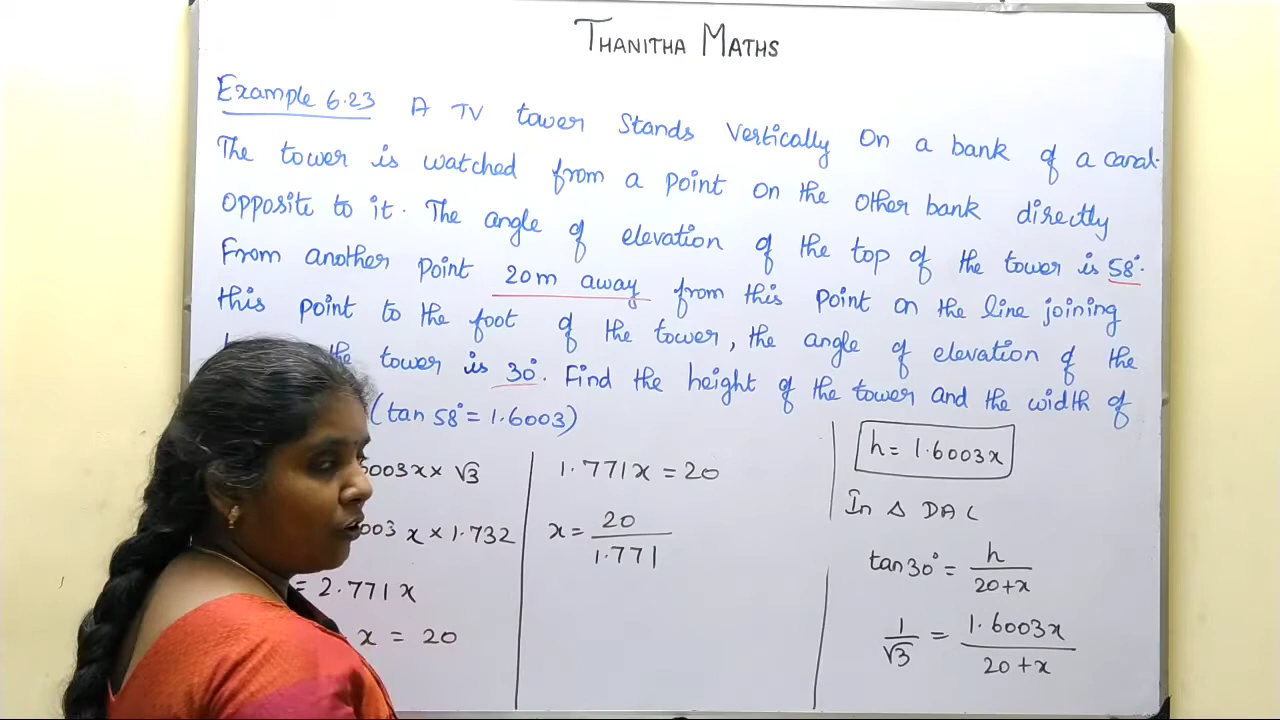 THANITHA MATHS
Example 6.23 A TV tower stands vertically on a bank of a canal.
The tower is watched from a point on the other bank directly
opposite to it. The angle of elevation of the top of the tower is 58°.
From another point 20m away from this point on the line joining
this point to the foot of the tower, the angle of elevation of the
the tower is 30°. Find the height of the tower and the width of
(tan 58° = 1.6003)
6003x × √3
003 x × 1.732
= 2.771 x
x = 20
1.771x = 20
x = 20 / 1.771
h = 1.6003x
In △ DAC
tan 30° = h / 20+x
1 / √3 = 1.6003x / 20+x